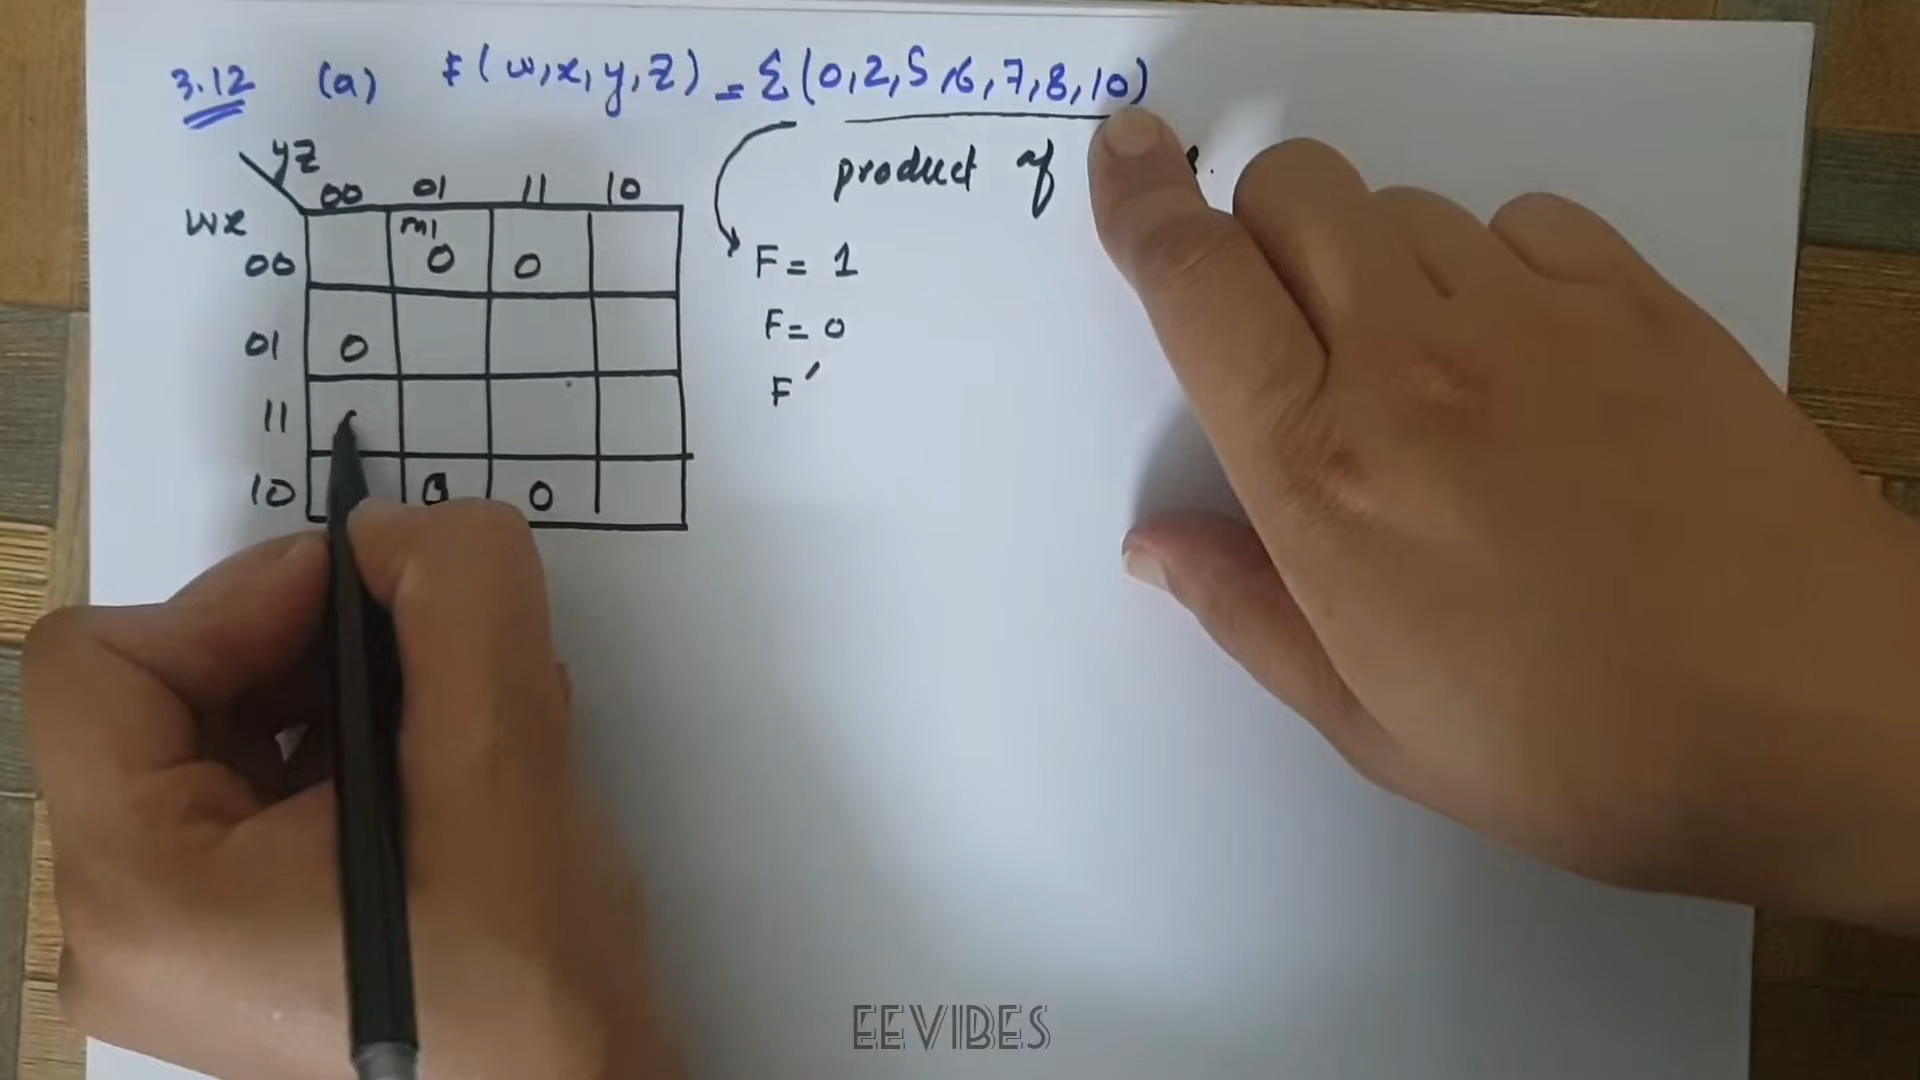 3.12 (a) F(w,x,y,z) = Σ(0,2,5,6,7,8,10)
product of
yz
00 01 11 10
wx
m1
00 0 0
01 0
11
10 0 0
F = 1
F = 0
F'
EEVIBES